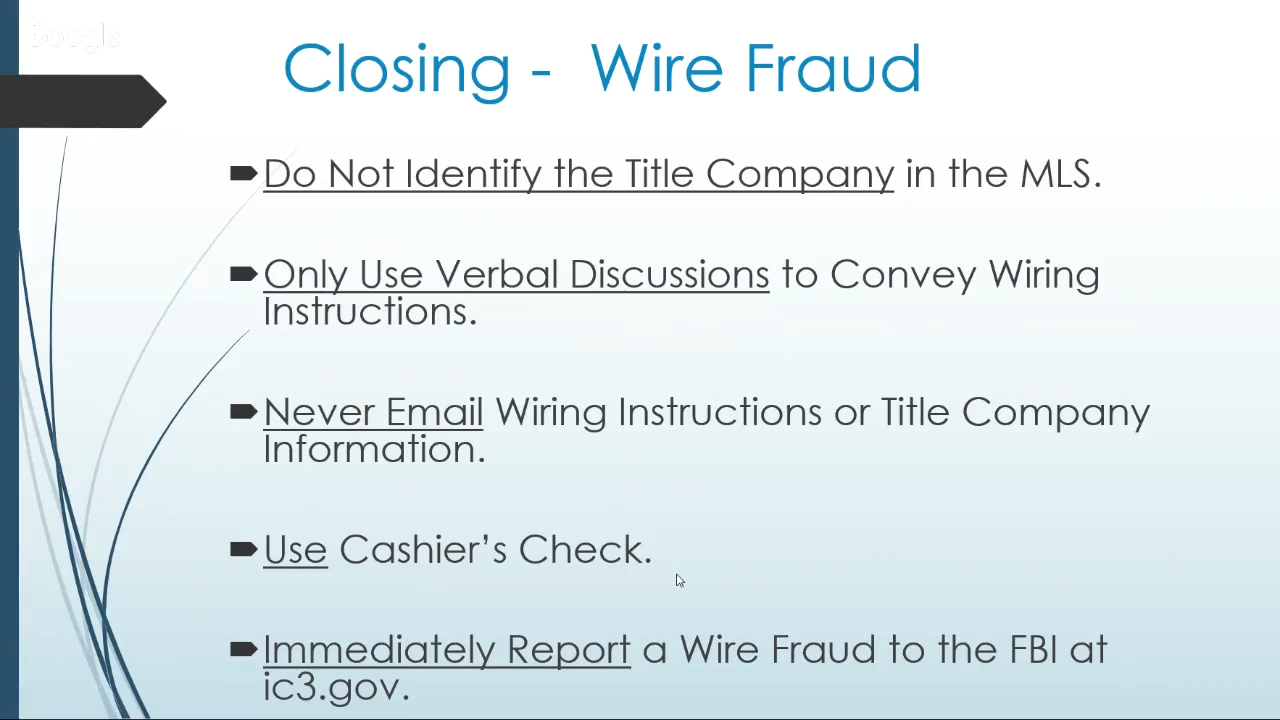 Google
Closing - Wire Fraud
Do Not Identify the Title Company in the MLS.
Only Use Verbal Discussions to Convey Wiring
Instructions.
Never Email Wiring Instructions or Title Company
Information.
Use Cashier’s Check.
Immediately Report a Wire Fraud to the FBI at
ic3.gov.